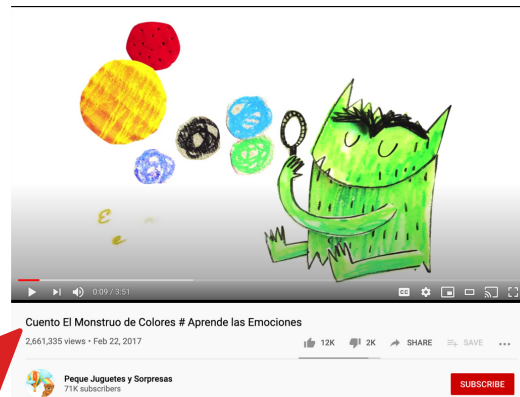 E
e
0:09 / 3:51
CC
Cuento El Monstruo de Colores # Aprende las Emociones
2,661,335 views • Feb 22, 2017
12K 2K SHARE SAVE
Peque Juguetes y Sorpresas
71K subscribers
SUBSCRIBE